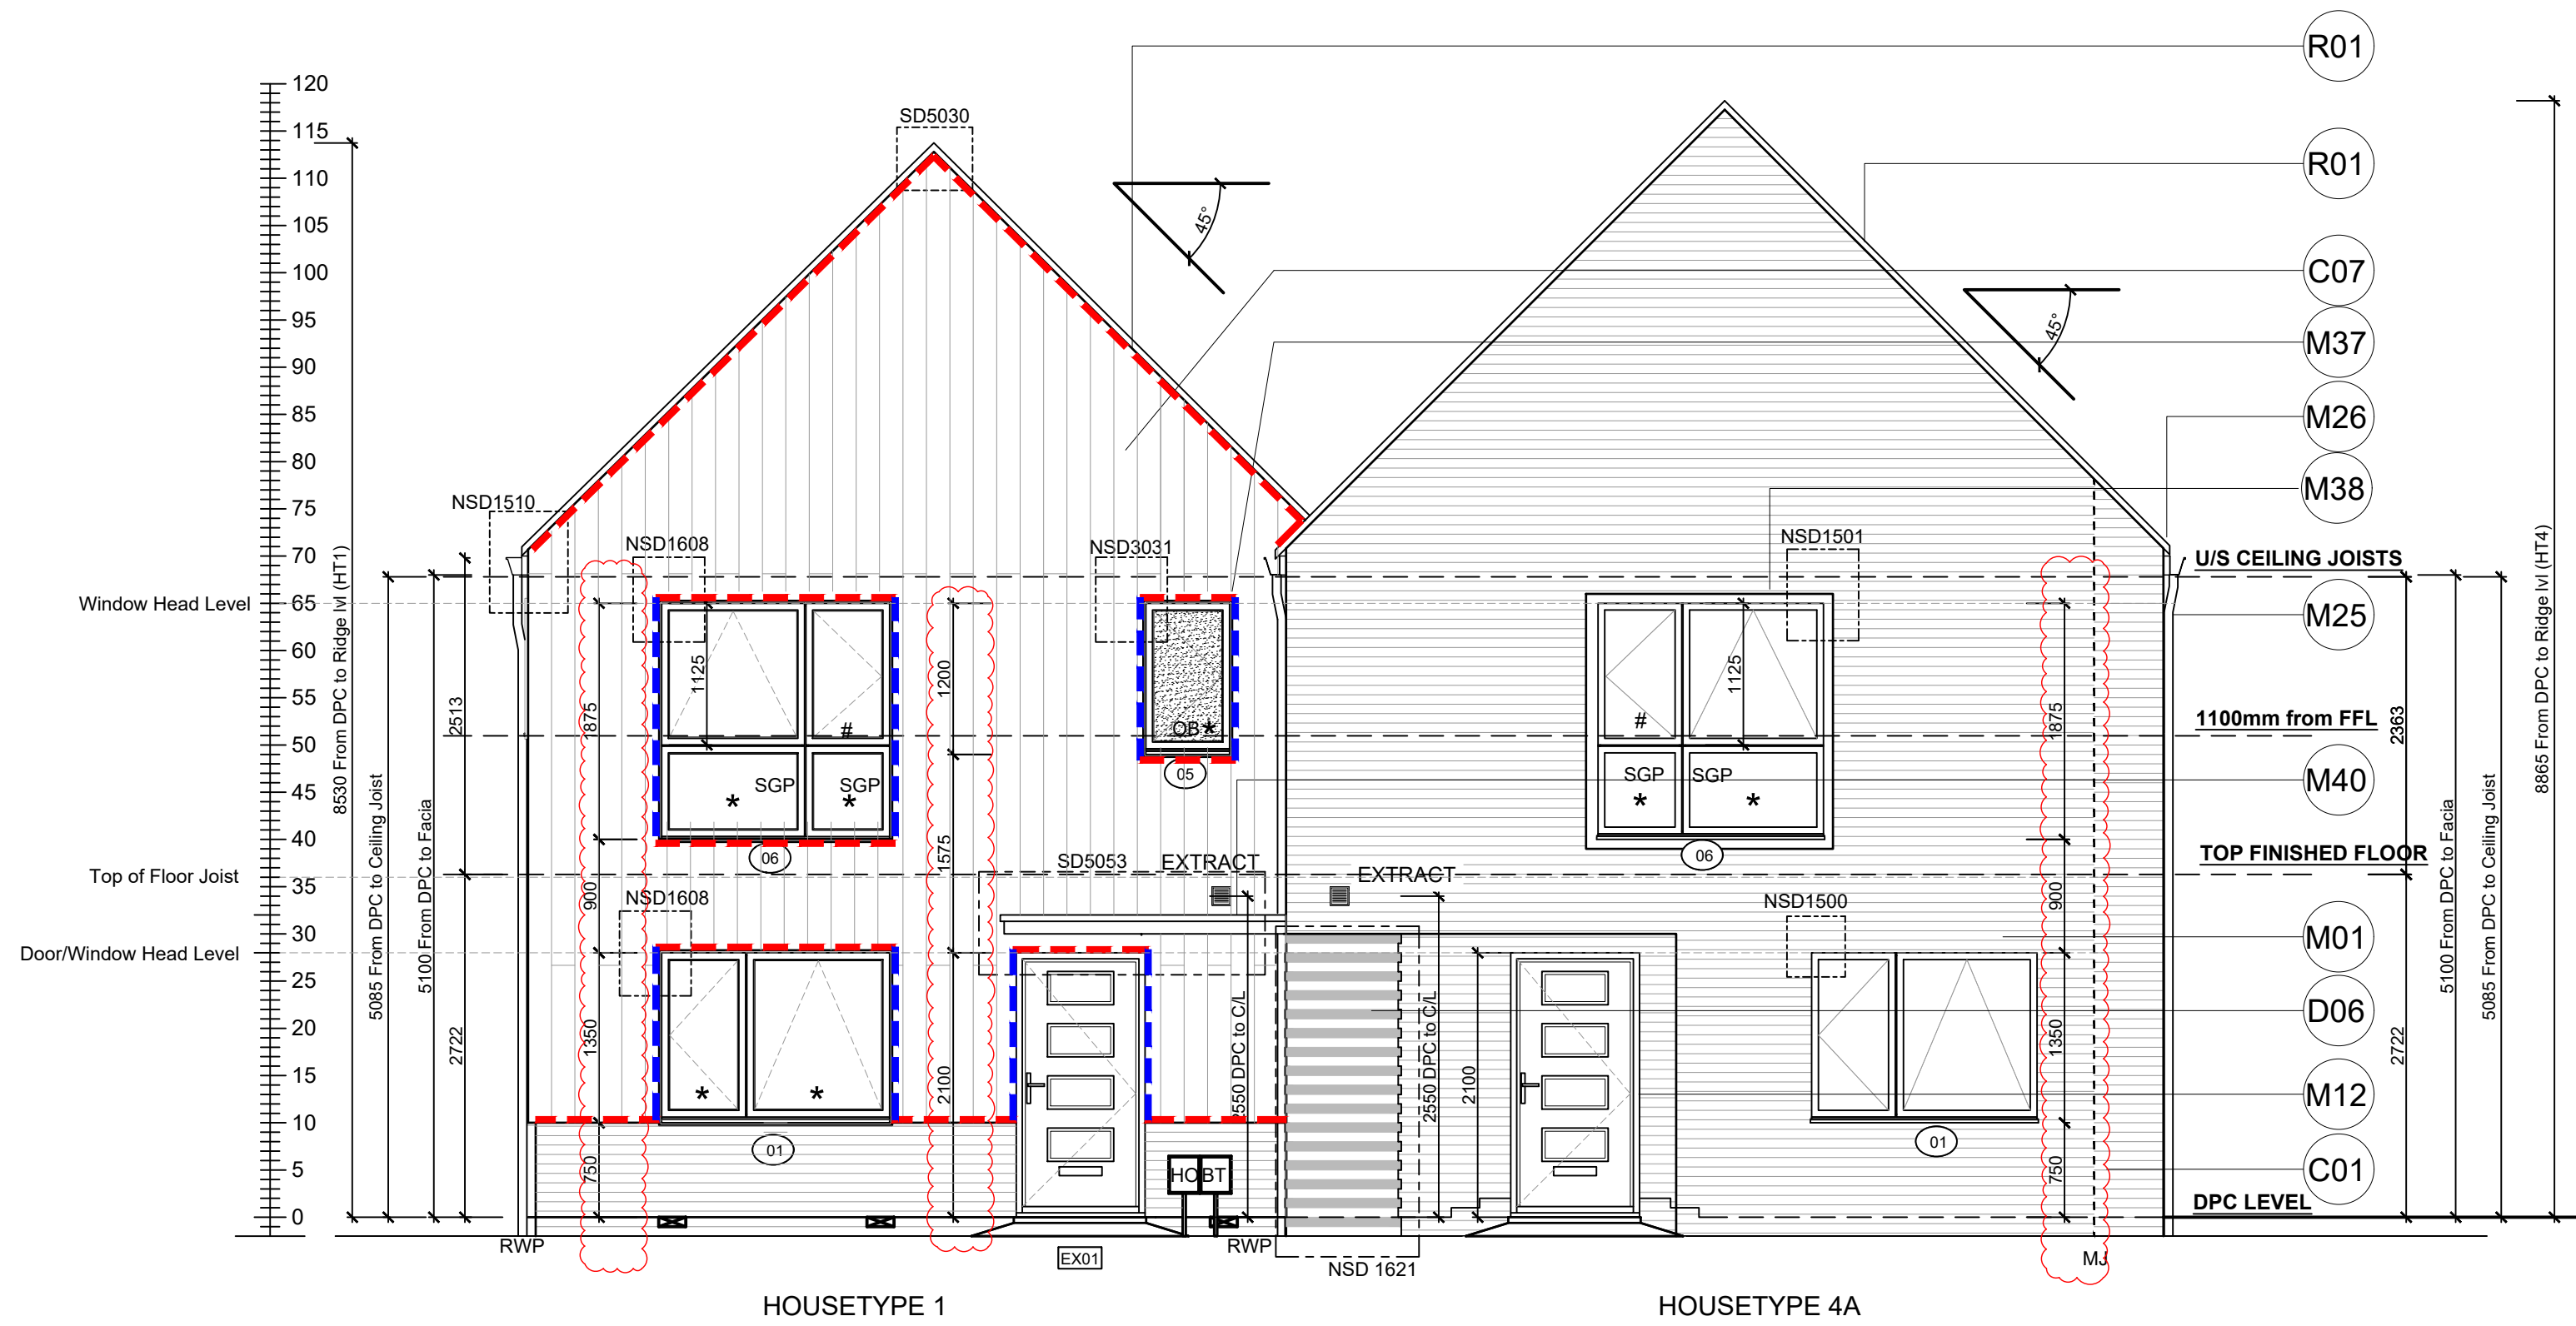 R01
120
SD5030
115
R01
110
45°
105
C07
100
45°
95
M37
90
M26
85
80
M38
75
NSD1510
70
NSD1608
NSD3031
NSD1501
U/S CEILING JOISTS
Window Head Level
65
M25
60
1125
1200
1125
55
8530 From DPC to Ridge lvl (HT1)
2513
1875
#
OB*
#
1875
1100mm from FFL
2363
8865 From DPC to Ridge lvl (HT4)
50
05
45
SGP
SGP
SGP
SGP
M40
*
*
*
*
5085 From DPC to Ceiling Joist
5100 From DPC to Facia
40
06
1575
SD5053
EXTRACT
EXTRACT
06
TOP FINISHED FLOOR
5100 From DPC to Facia
5085 From DPC to Ceiling Joist
Top of Floor Joist
35
900
NSD1608
NSD1500
900
30
M01
Door/Window Head Level
25
D06
20
2722
1350
2550 DPC to C/L
2550 DPC to C/L
1350
2722
15
*
*
2100
2100
M12
10
01
01
5
750
HO
BT
750
C01
0
DPC LEVEL
RWP
EX01
RWP
NSD 1621
MJ
HOUSETYPE 1
HOUSETYPE 4A